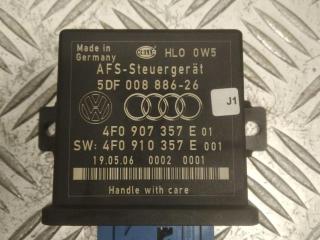 Made in
Germany
HELLA
HLO 0W5
AFS-Steuergerät
5DF 008 886-26
J1
4F0 907 357 E 01
SW: 4F0 910 357 E 001
19.05.06 0002 0001
Handle with care